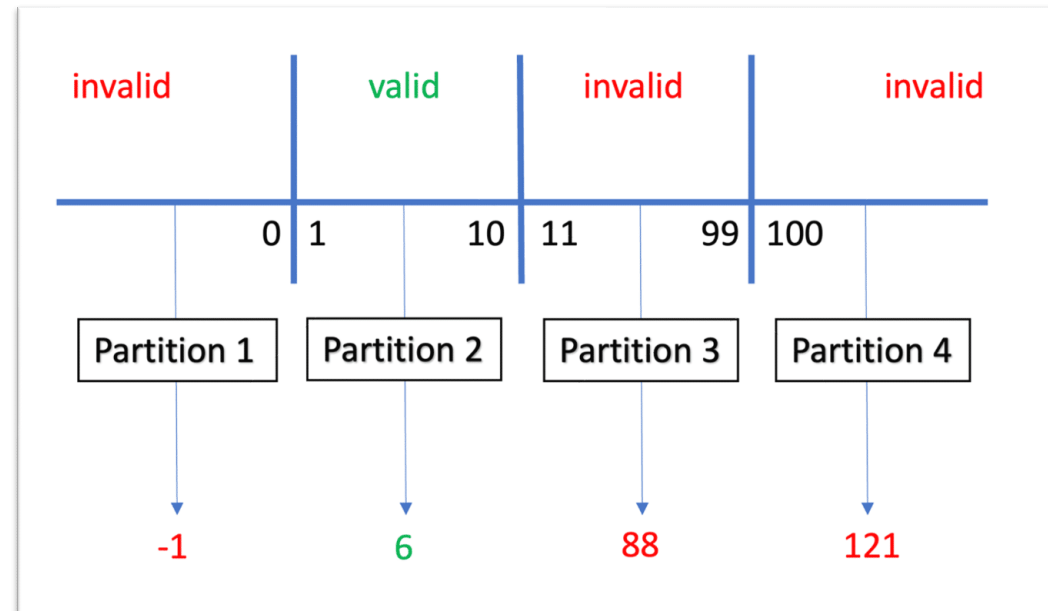 invalid valid invalid invalid
0 1 10 11 99 100
Partition 1 Partition 2 Partition 3 Partition 4
-1 6 88 121